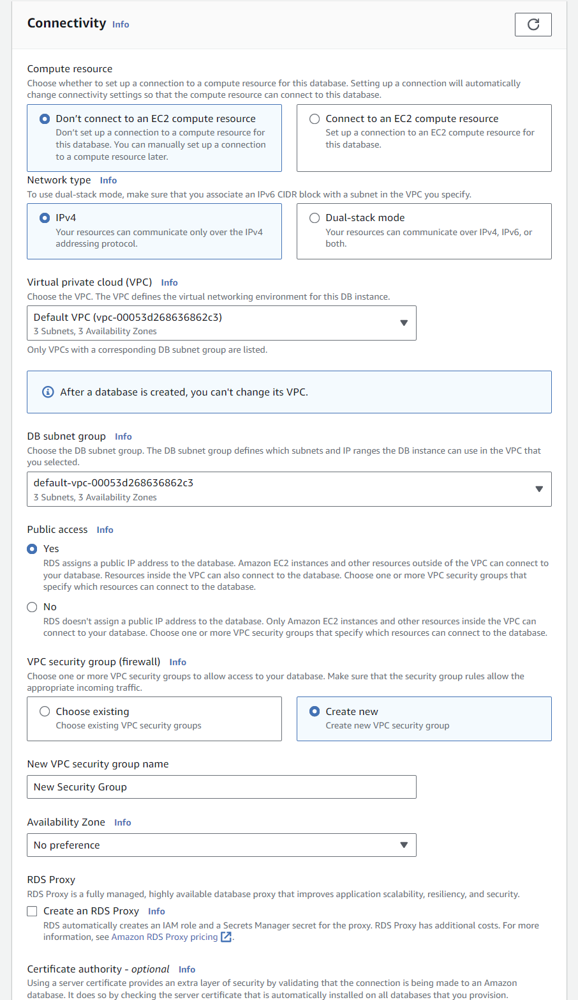 Connectivity Info
Compute resource
Choose whether to set up a connection to a compute resource for this database. Setting up a connection will automatically
change connectivity settings so that the compute resource can connect to this database.
Don't connect to an EC2 compute resource
Don't set up a connection to a compute resource for
this database. You can manually set up a connection
to a compute resource later.
Connect to an EC2 compute resource
Set up a connection to an EC2 compute resource for
this database.
Network type Info
To use dual-stack mode, make sure that you associate an IPv6 CIDR block with a subnet in the VPC you specify.
IPv4
Your resources can communicate only over the IPv4
addressing protocol.
Dual-stack mode
Your resources can communicate over IPv4, IPv6, or
both.
Virtual private cloud (VPC) Info
Choose the VPC. The VPC defines the virtual networking environment for this DB instance.
Default VPC (vpc-00053d268636862c3)
3 Subnets, 3 Availability Zones
Only VPCs with a corresponding DB subnet group are listed.
After a database is created, you can't change its VPC.
DB subnet group Info
Choose the DB subnet group. The DB subnet group defines which subnets and IP ranges the DB instance can use in the VPC that
you selected.
default-vpc-00053d268636862c3
3 Subnets, 3 Availability Zones
Public access Info
Yes
RDS assigns a public IP address to the database. Amazon EC2 instances and other resources outside of the VPC can connect to
your database. Resources inside the VPC can also connect to the database. Choose one or more VPC security groups that
specify which resources can connect to the database.
No
RDS doesn't assign a public IP address to the database. Only Amazon EC2 instances and other resources inside the VPC can
connect to your database. Choose one or more VPC security groups that specify which resources can connect to the database.
VPC security group (firewall) Info
Choose one or more VPC security groups to allow access to your database. Make sure that the security group rules allow the
appropriate incoming traffic.
Choose existing
Choose existing VPC security groups
Create new
Create new VPC security group
New VPC security group name
New Security Group
Availability Zone Info
No preference
RDS Proxy
RDS Proxy is a fully managed, highly available database proxy that improves application scalability, resiliency, and security.
Create an RDS Proxy Info
RDS automatically creates an IAM role and a Secrets Manager secret for the proxy. RDS Proxy has additional costs. For more
information, see Amazon RDS Proxy pricing.
Certificate authority - optional Info
Using a server certificate provides an extra layer of security by validating that the connection is being made to an Amazon
database. It does so by checking the server certificate that is automatically installed on all databases that you provision.